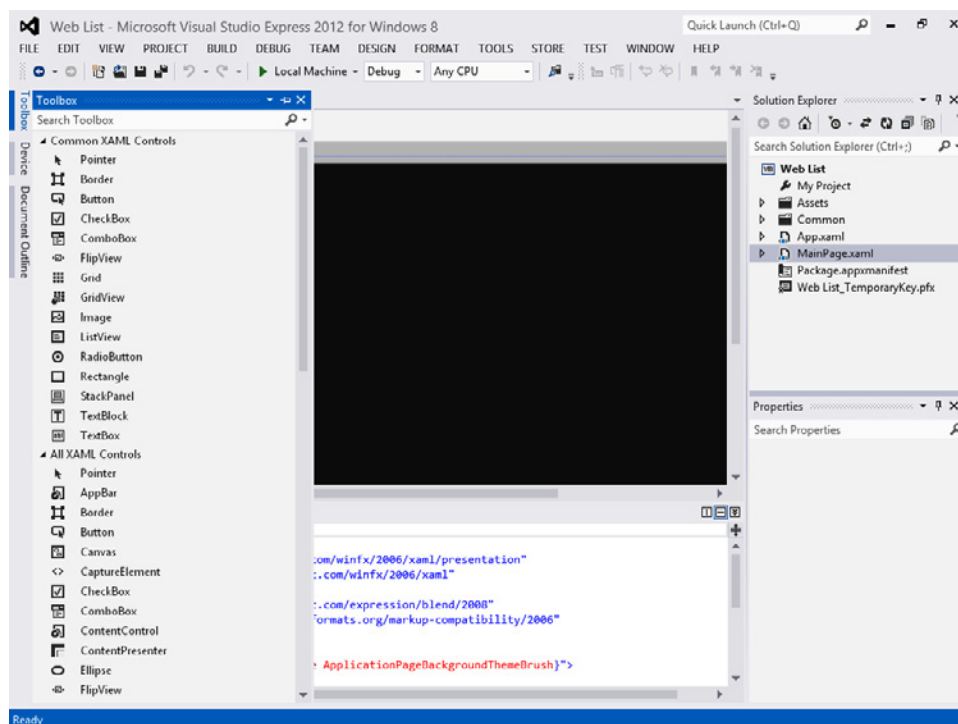 Web List - Microsoft Visual Studio Express 2012 for Windows 8
Quick Launch (Ctrl+Q)
FILE EDIT VIEW PROJECT BUILD DEBUG TEAM DESIGN FORMAT TOOLS STORE TEST WINDOW HELP
Local Machine Debug Any CPU
Toolbox
Device
Document Outline
Toolbox
Search Toolbox
Common XAML Controls
Pointer
Border
Button
CheckBox
ComboBox
FlipView
Grid
GridView
Image
ListView
RadioButton
Rectangle
StackPanel
TextBlock
TextBox
All XAML Controls
Pointer
AppBar
Border
Button
Canvas
CaptureElement
CheckBox
ComboBox
ContentControl
ContentPresenter
Ellipse
FlipView
com/winfx/2006/xaml/presentation"
:.com/winfx/2006/xaml"
:.com/expression/blend/2008"
formats.org/markup-compatibility/2006"
ApplicationPageBackgroundThemeBrush}">
Solution Explorer
Search Solution Explorer (Ctrl+;)
Web List
My Project
Assets
Common
App.xaml
MainPage.xaml
Package.appxmanifest
Web List_TemporaryKey.pfx
Properties
Search Properties
Ready